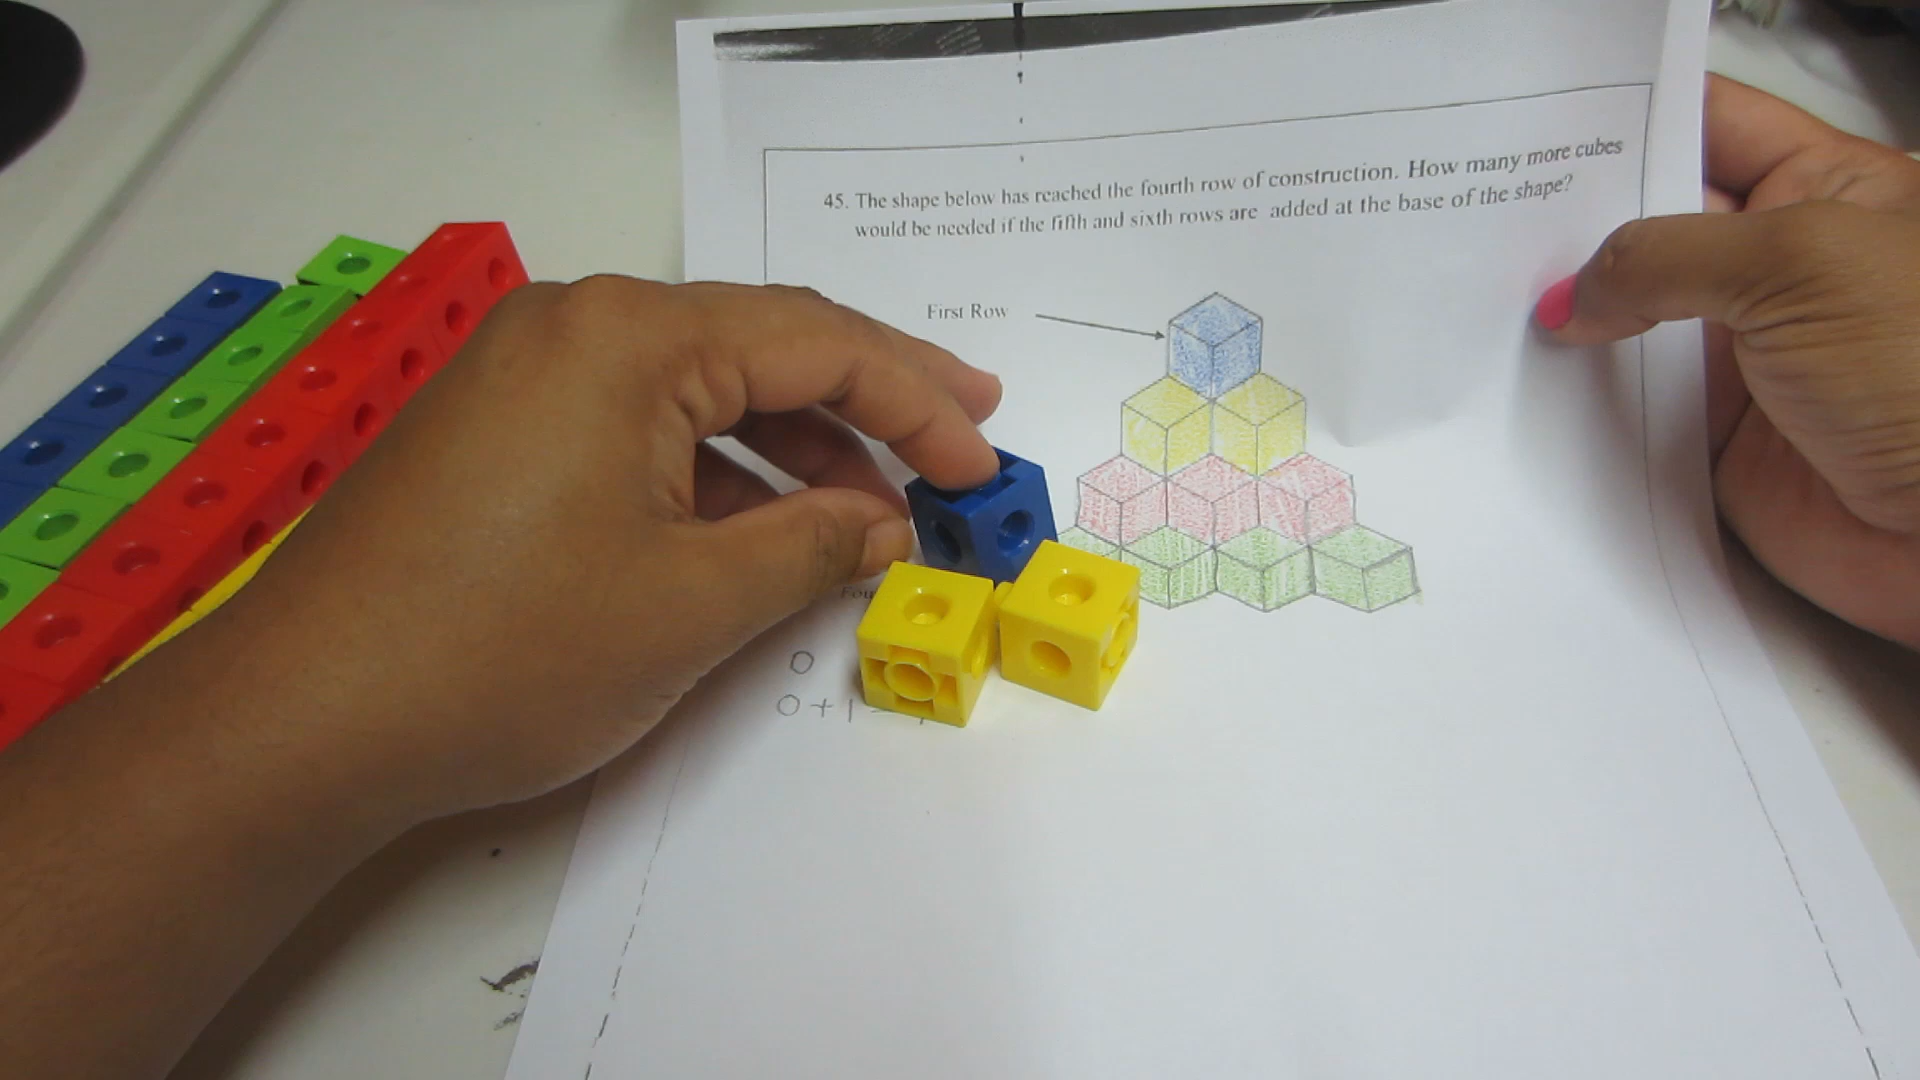 45. The shape below has reached the fourth row of construction. How many more cubes
would be needed if the fifth and sixth rows are added at the base of the shape?
First Row
0
0 + 1 =